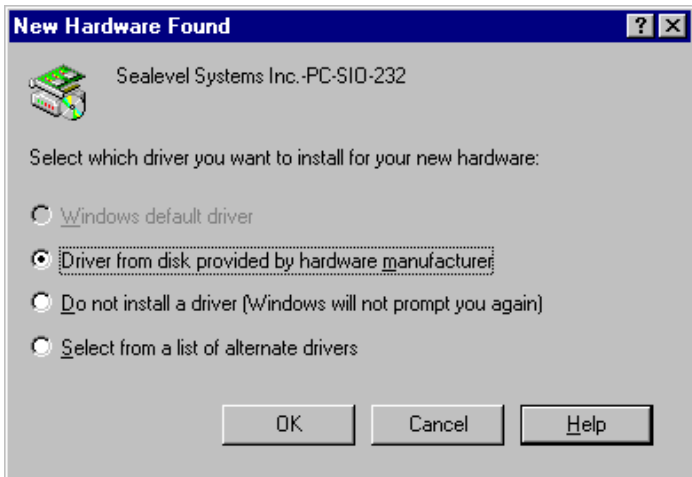 New Hardware Found
Sealevel Systems Inc.-PC-SIO-232
Select which driver you want to install for your new hardware:
Windows default driver
Driver from disk provided by hardware manufacturer
Do not install a driver (Windows will not prompt you again)
Select from a list of alternate drivers
OK Cancel Help